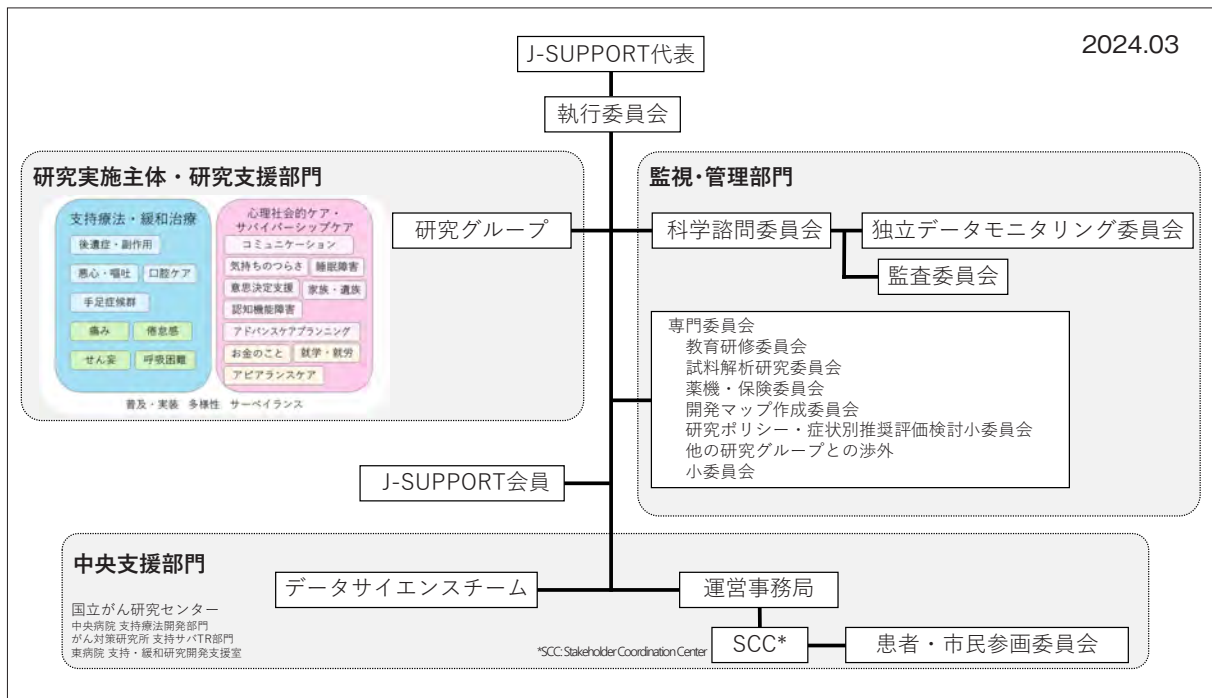 2024.03
J-SUPPORT代表
執行委員会
研究実施主体・研究支援部門
支持療法・緩和治療
後遺症・副作用
悪心・嘔吐 口腔ケア
手足症候群
痛み 倦怠感
せん妄 呼吸困難
心理社会的ケア・
サバイバーシップケア
コミュニケーション
気持ちのつらさ 睡眠障害
意思決定支援 家族・遺族
認知機能障害
アドバンスケアプランニング
お金のこと 就学・就労
アピアランスケア
普及・実装 多様性 サーベイランス
研究グループ
監視・管理部門
科学諮問委員会
独立データモニタリング委員会
監査委員会
専門委員会
教育研修委員会
試料解析研究委員会
薬機・保険委員会
開発マップ作成委員会
研究ポリシー・症状別推奨評価検討小委員会
他の研究グループとの渉外
小委員会
J-SUPPORT会員
中央支援部門
国立がん研究センター
中央病院 支持療法開発部門
がん対策研究所 支持サバTR部門
東病院 支持・緩和研究開発支援室
データサイエンスチーム
運営事務局
*SCC: Stakeholder Coordination Center
SCC*
患者・市民参画委員会